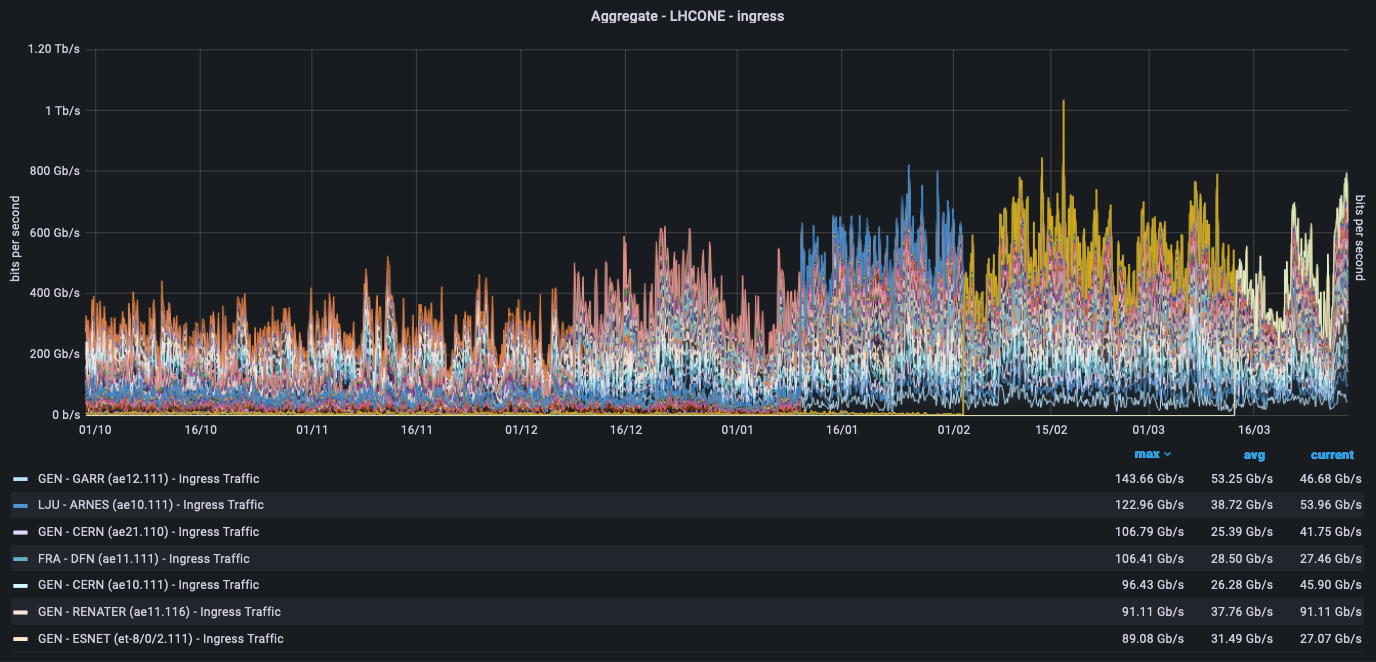 Aggregate - LHCONE - ingress
1.20 Tb/s
1 Tb/s
800 Gb/s
600 Gb/s
400 Gb/s
200 Gb/s
0 b/s
bits per second
bits per second
01/10 16/10 01/11 16/11 01/12 16/12 01/01 16/01 01/02 15/02 01/03 16/03
max avg current
GEN - GARR (ae12.111) - Ingress Traffic 143.66 Gb/s 53.25 Gb/s 46.68 Gb/s
LJU - ARNES (ae10.111) - Ingress Traffic 122.96 Gb/s 38.72 Gb/s 53.96 Gb/s
GEN - CERN (ae21.110) - Ingress Traffic 106.79 Gb/s 25.39 Gb/s 41.75 Gb/s
FRA - DFN (ae11.111) - Ingress Traffic 106.41 Gb/s 28.50 Gb/s 27.46 Gb/s
GEN - CERN (ae10.111) - Ingress Traffic 96.43 Gb/s 26.28 Gb/s 45.90 Gb/s
GEN - RENATER (ae11.116) - Ingress Traffic 91.11 Gb/s 37.76 Gb/s 91.11 Gb/s
GEN - ESNET (et-8/0/2.111) - Ingress Traffic 89.08 Gb/s 31.49 Gb/s 27.07 Gb/s